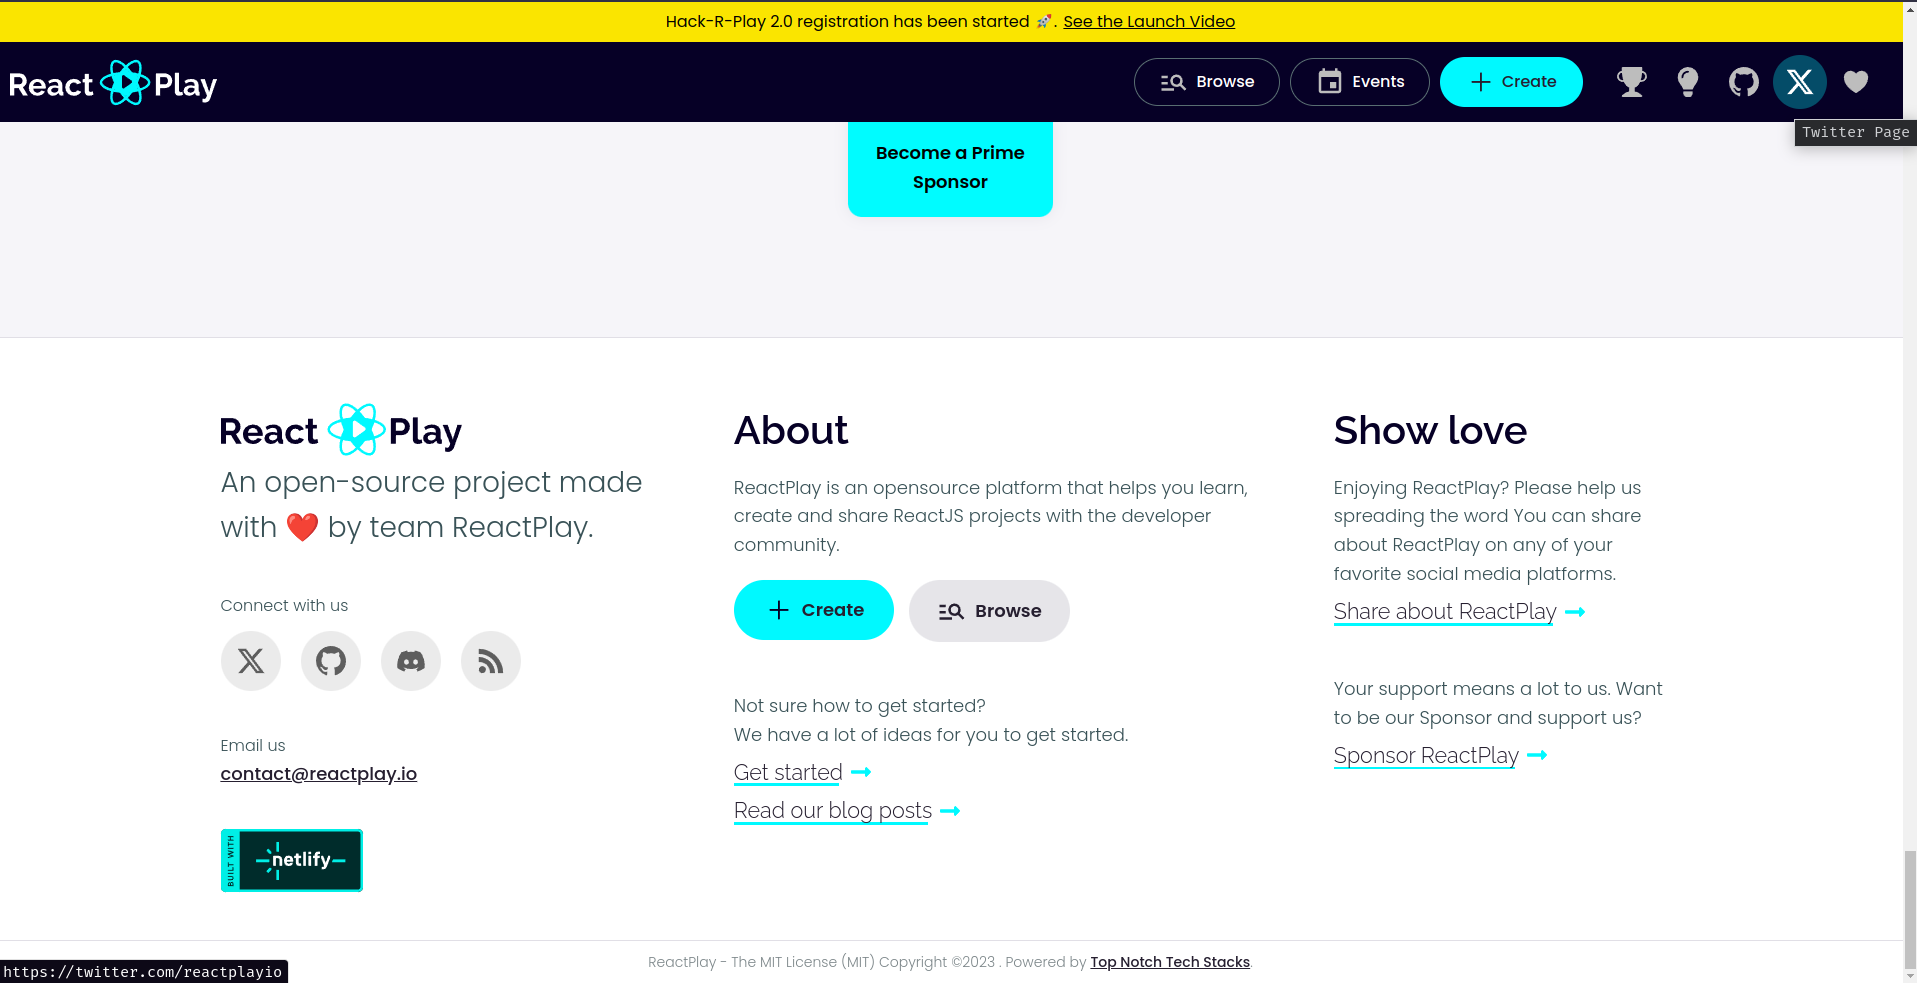 Hack-R-Play 2.0 registration has been started 🚀. See the Launch Video
React Play
Browse
Events
Create
Twitter Page
Become a Prime
Sponsor
React Play
An open-source project made
with ❤️ by team ReactPlay.
Connect with us
Email us
contact@reactplay.io
BUILT WITH
netlify
About
ReactPlay is an opensource platform that helps you learn,
create and share ReactJS projects with the developer
community.
Create
Browse
Not sure how to get started?
We have a lot of ideas for you to get started.
Get started
Read our blog posts
Show love
Enjoying ReactPlay? Please help us
spreading the word You can share
about ReactPlay on any of your
favorite social media platforms.
Share about ReactPlay
Your support means a lot to us. Want
to be our Sponsor and support us?
Sponsor ReactPlay
ReactPlay - The MIT License (MIT) Copyright ©2023 . Powered by Top Notch Tech Stacks.
https://twitter.com/reactplayio